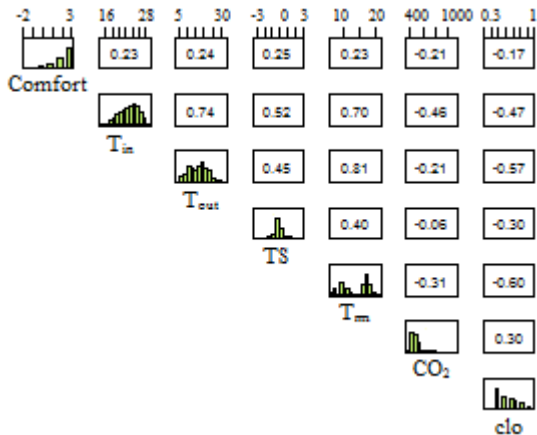 -2 3 16 28 5 30 -3 0 3 10 20 400 1000 0.3 1
0.23 0.24 0.25 0.23 -0.21 -0.17
Comfort
0.74 0.52 0.70 -0.46 -0.47
T_in
0.45 0.81 -0.21 -0.57
T_out
0.40 -0.06 -0.30
TS
-0.31 -0.60
T_rm
0.30
CO₂
clo